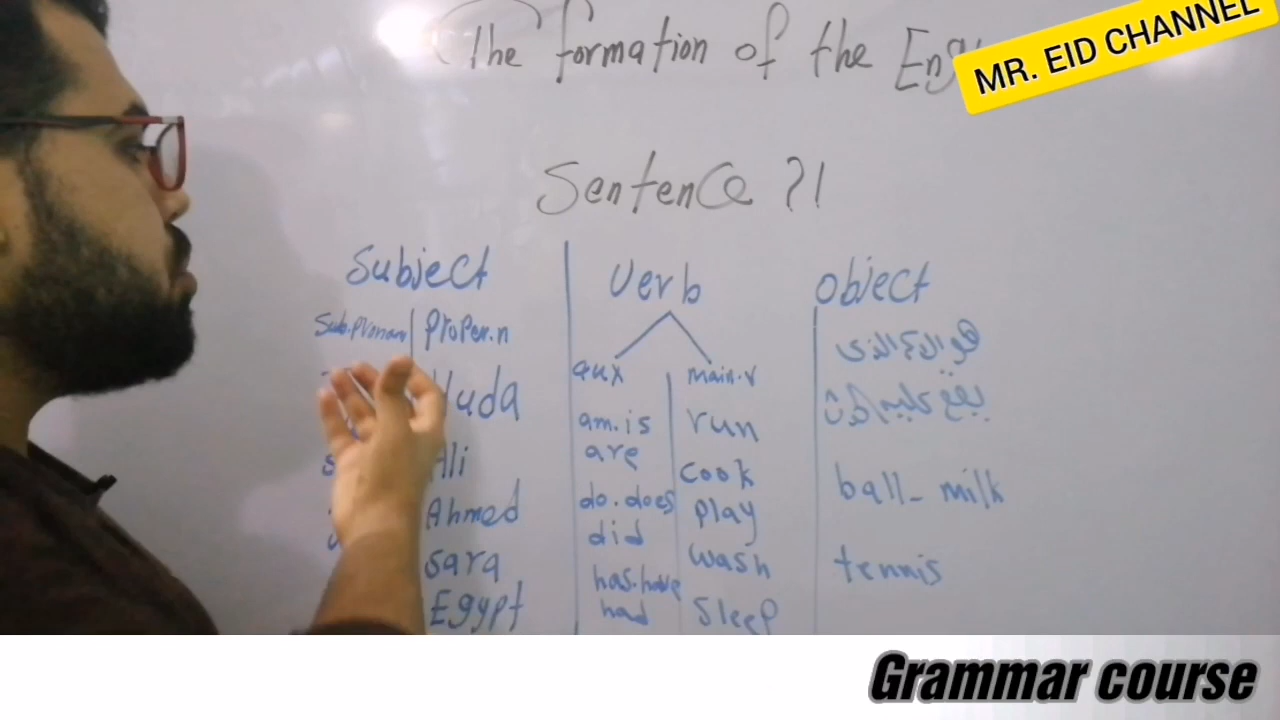 The formation of the Eng
MR. EID CHANNEL
Sentence ?!
Subject verb object
Sub.Pronoun Proper.n
هو الاسم الذى
aux main.v
Huda am.is run يقع عليه
Ali are cook
ball_ milk
Ahmed do.does play
did
Sara wash tennis
has.have
Egypt had Sleep
Grammar course